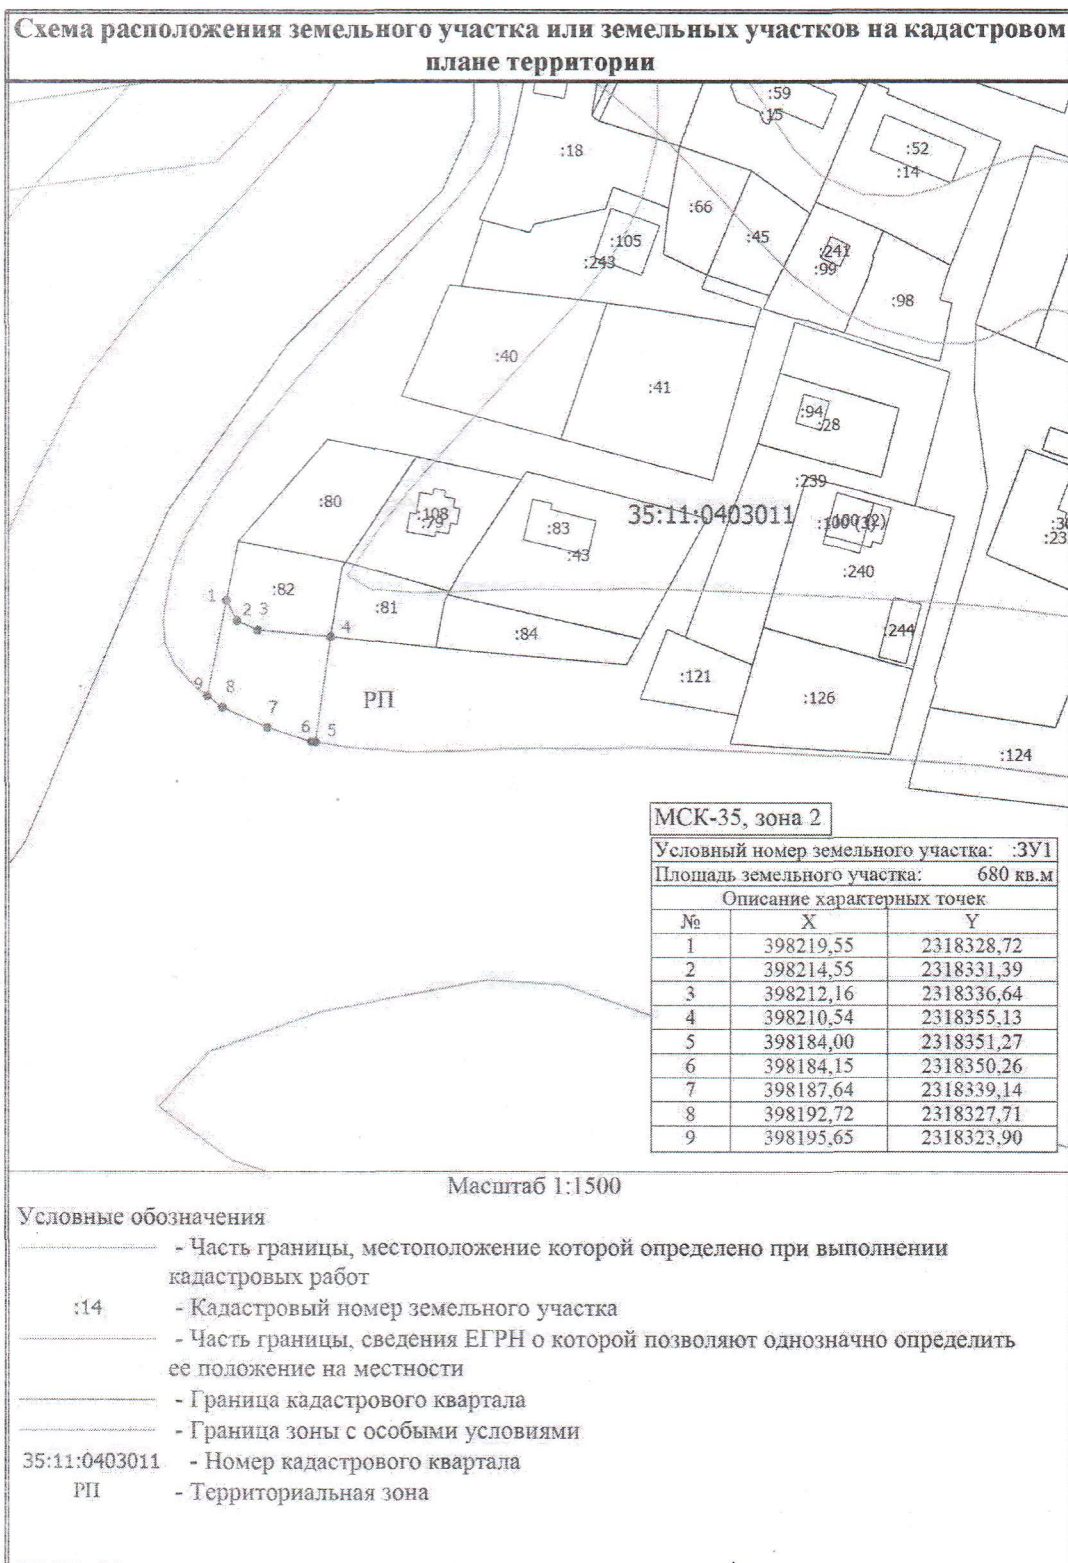 Схема расположения земельного участка или земельных участков на кадастровом
плане территории
:59
:15
:18
:52
:14
:66
:45
:105
:243
:241
:99
:98
:40
:41
:94
:28
:239
:80
:108
:79
:83
:43
35:11:0403011
:100 (2)
:240
:82
:81
:84
:244
:121
:126
:124
1
2
3
4
9
8
7
6
5
РП
МСК-35, зона 2
Условный номер земельного участка: :ЗУ1
Площадь земельного участка: 680 кв.м
Описание характерных точек
№ X Y
1 398219,55 2318328,72
2 398214,55 2318331,39
3 398212,16 2318336,64
4 398210,54 2318355,13
5 398184,00 2318351,27
6 398184,15 2318350,26
7 398187,64 2318339,14
8 398192,72 2318327,71
9 398195,65 2318323,90
Масштаб 1:1500
Условные обозначения
- Часть границы, местоположение которой определено при выполнении
кадастровых работ
:14 - Кадастровый номер земельного участка
- Часть границы, сведения ЕГРН о которой позволяют однозначно определить
ее положение на местности
- Граница кадастрового квартала
- Граница зоны с особыми условиями
35:11:0403011 - Номер кадастрового квартала
РП - Территориальная зона